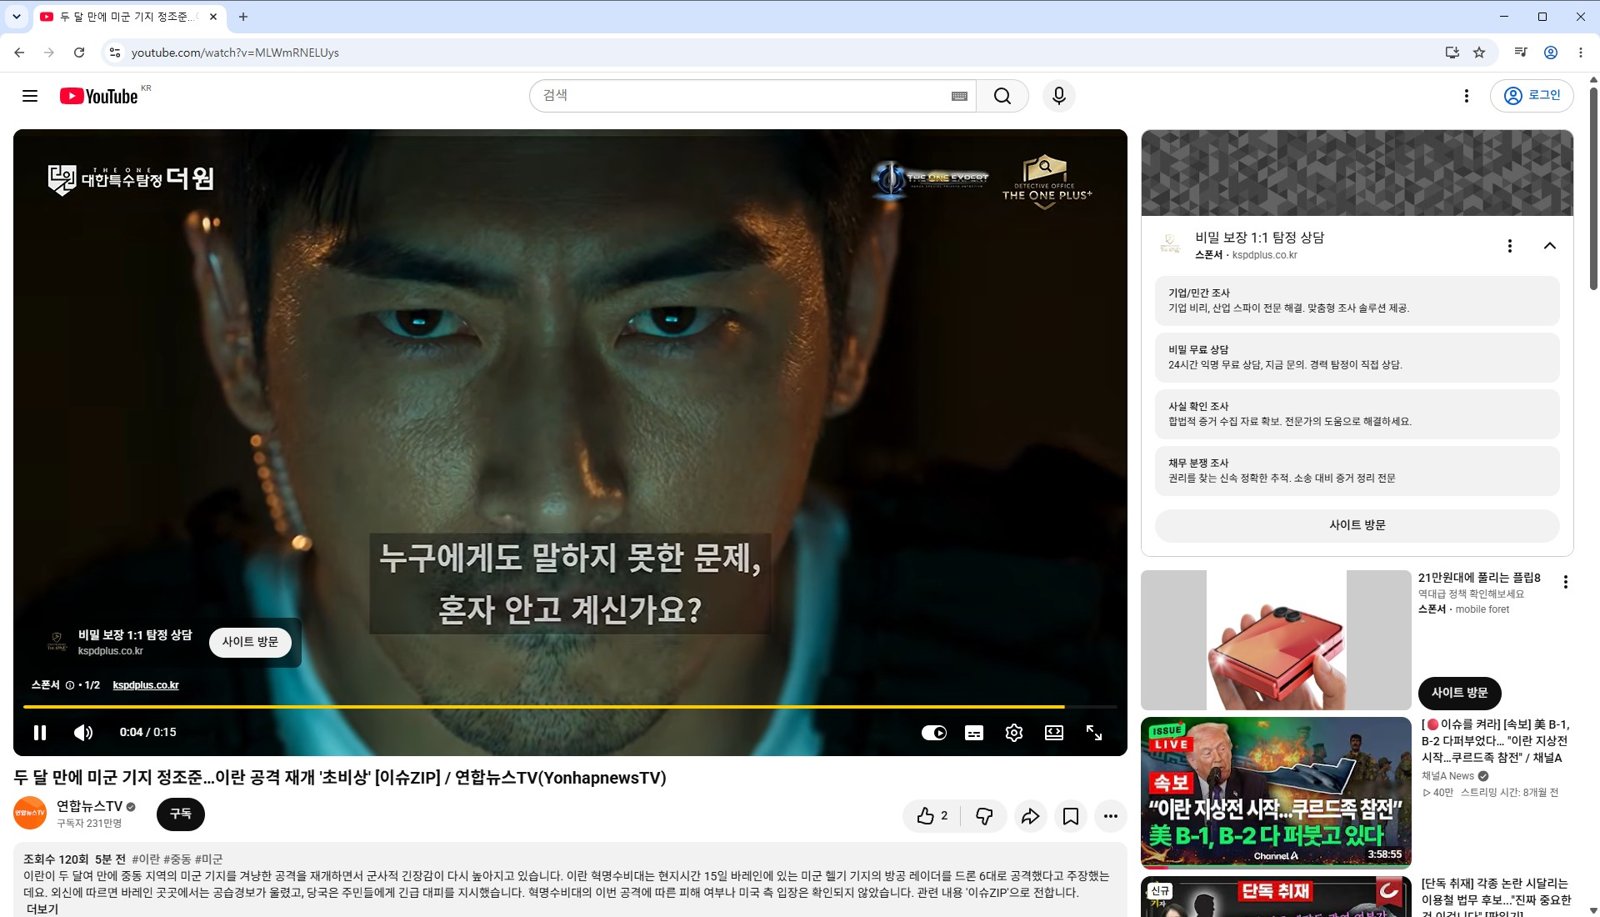 두 달 만에 미군 기지 정조준...
youtube.com/watch?v=MLWmRNELUys
YouTube KR
검색
로그인
THE ONE
대한특수탐정 더원
THE ONE EXPERT
DETECTIVE OFFICE
THE ONE PLUS+
누구에게도 말하지 못한 문제,
혼자 안고 계신가요?
비밀 보장 1:1 탐정 상담
kspdplus.co.kr
사이트 방문
스폰서 · 1/2 kspdplus.co.kr
0:04 / 0:15
두 달 만에 미군 기지 정조준…이란 공격 재개 '초비상' [이슈ZIP] / 연합뉴스TV(YonhapnewsTV)
연합뉴스TV
연합뉴스TV
구독자 231만명
구독
2
조회수 120회 5분 전 #이란 #중동 #미군
이란이 두 달여 만에 중동 지역의 미군 기지를 겨냥한 공격을 재개하면서 군사적 긴장감이 다시 높아지고 있습니다. 이란 혁명수비대는 현지시간 15일 바레인에 있는 미군 헬기 기지의 방공 레이더를 드론 6대로 공격했다고 주장했는
데요. 외신에 따르면 바레인 곳곳에서는 공습경보가 울렸고, 당국은 주민들에게 긴급 대피를 지시했습니다. 혁명수비대의 이번 공격에 따른 피해 여부나 미국 측 입장은 확인되지 않았습니다. 관련 내용 '이슈ZIP'으로 전합니다.
더보기
비밀 보장 1:1 탐정 상담
스폰서 · kspdplus.co.kr
기업/민간 조사
기업 비리, 산업 스파이 전문 해결. 맞춤형 조사 솔루션 제공.
비밀 무료 상담
24시간 익명 무료 상담, 지금 문의. 경력 탐정이 직접 상담.
사실 확인 조사
합법적 증거 수집 자료 확보. 전문가의 도움으로 해결하세요.
채무 분쟁 조사
권리를 찾는 신속 정확한 추적. 소송 대비 증거 정리 전문
사이트 방문
21만원대에 풀리는 플립8
역대급 정책 확인해보세요
스폰서 · mobile foret
사이트 방문
ISSUE
LIVE
속보
“이란 지상전 시작...쿠르드족 참전”
美 B-1, B-2 다 퍼붓고 있다
Channel A
3:58:55
[🔴이슈를 켜라] [속보] 美 B-1,
B-2 다퍼부었다... "이란 지상전
시작...쿠르드족 참전" / 채널A
채널A News
40만 스트리밍 시간: 8개월 전
신규
기자
단독 취재
[단독 취재] 각종 논란 시달리는
이용철 법무 후보..."진짜 중요한